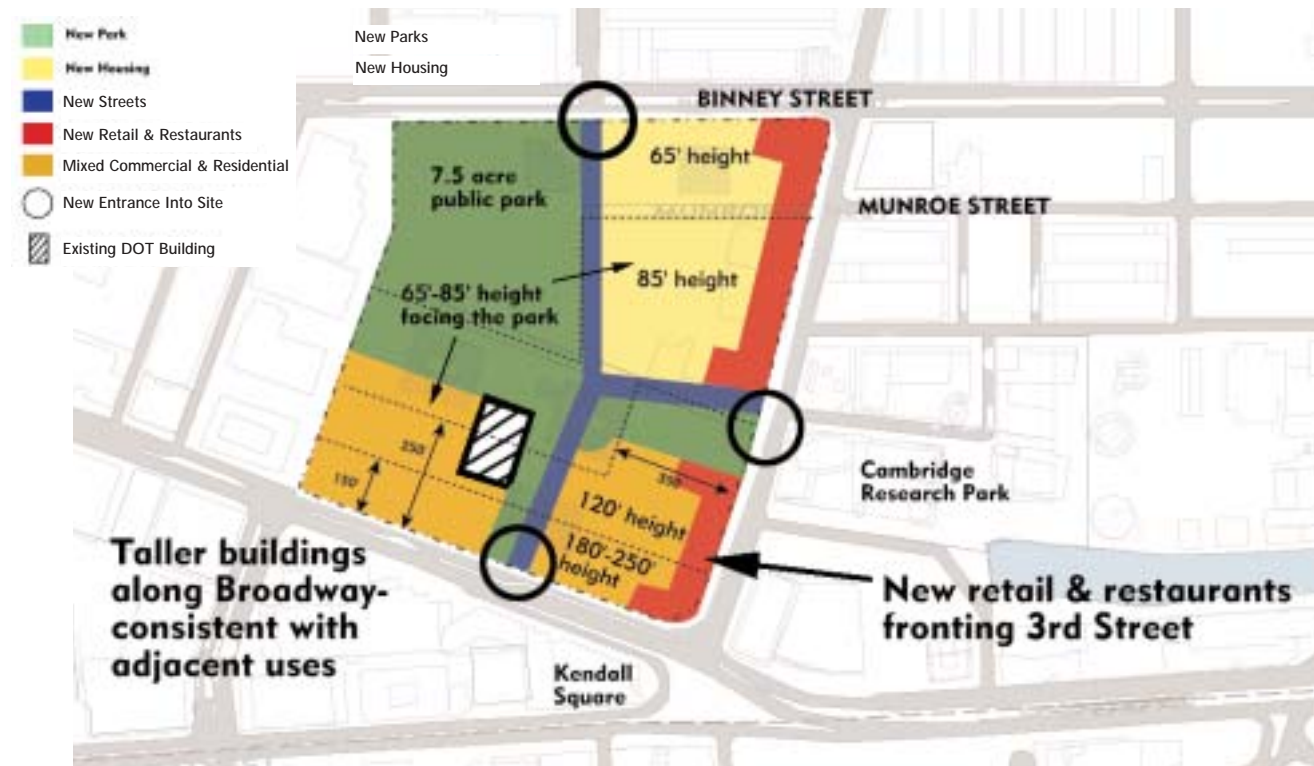 New Park
New Housing
New Streets
New Retail & Restaurants
Mixed Commercial & Residential
New Entrance Into Site
Existing DOT Building
New Parks
New Housing
BINNEY STREET
65' height
7.5 acre
public park
MUNROE STREET
85' height
65'-85' height
facing the park
250
150'
350
120' height
180'-250'
height
Cambridge
Research Park
Taller buildings
along Broadway-
consistent with
adjacent uses
New retail & restaurants
fronting 3rd Street
Kendall
Square